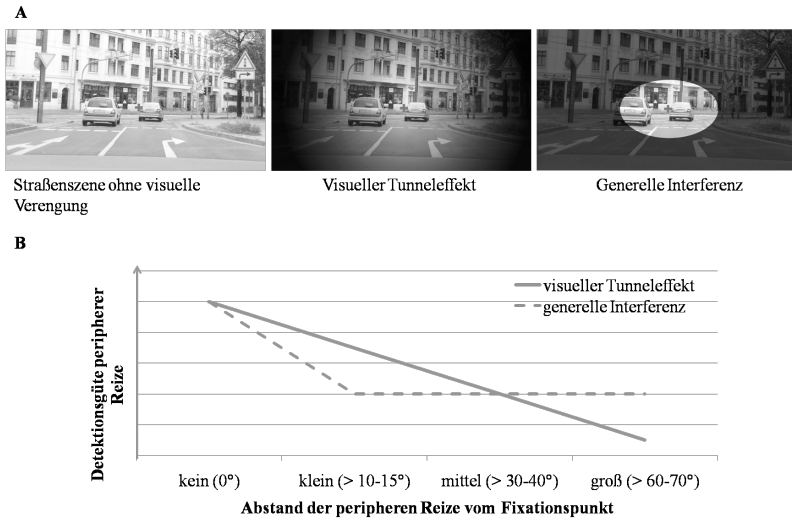 A
Straßenszene ohne visuelle
Verengung
Visueller Tunneleffekt
Generelle Interferenz
B
visueller Tunneleffekt
generelle Interferenz
Detektionsgüte peripherer
Reize
kein (0°)
klein (> 10-15°)
mittel (> 30-40°)
groß (> 60-70°)
Abstand der peripheren Reize vom Fixationspunkt